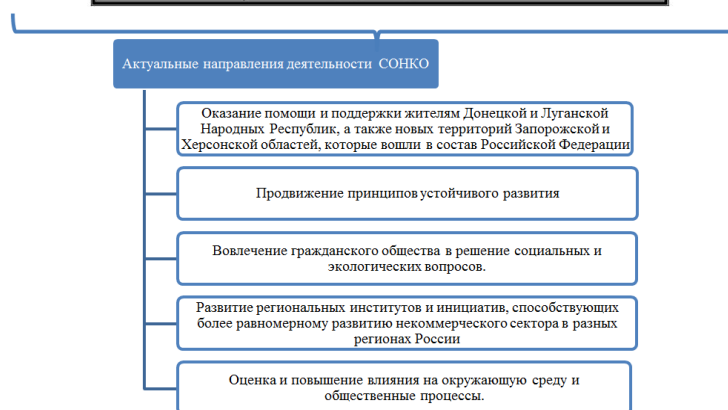 Актуальные направления деятельности СОНКО
Оказание помощи и поддержки жителям Донецкой и Луганской
Народных Республик, а также новых территорий Запорожской и
Херсонской областей, которые вошли в состав Российской Федерации
Продвижение принципов устойчивого развития
Вовлечение гражданского общества в решение социальных и
экологических вопросов.
Развитие региональных институтов и инициатив, способствующих
более равномерному развитию некоммерческого сектора в разных
регионах России
Оценка и повышение влияния на окружающую среду и
общественные процессы.